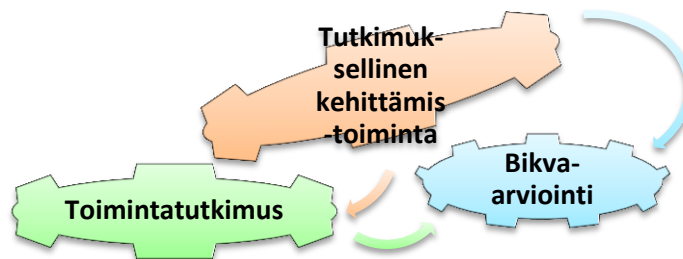 Tutkimuk-
sellinen
kehittämis
-toiminta
Bikva-
arviointi
Toimintatutkimus